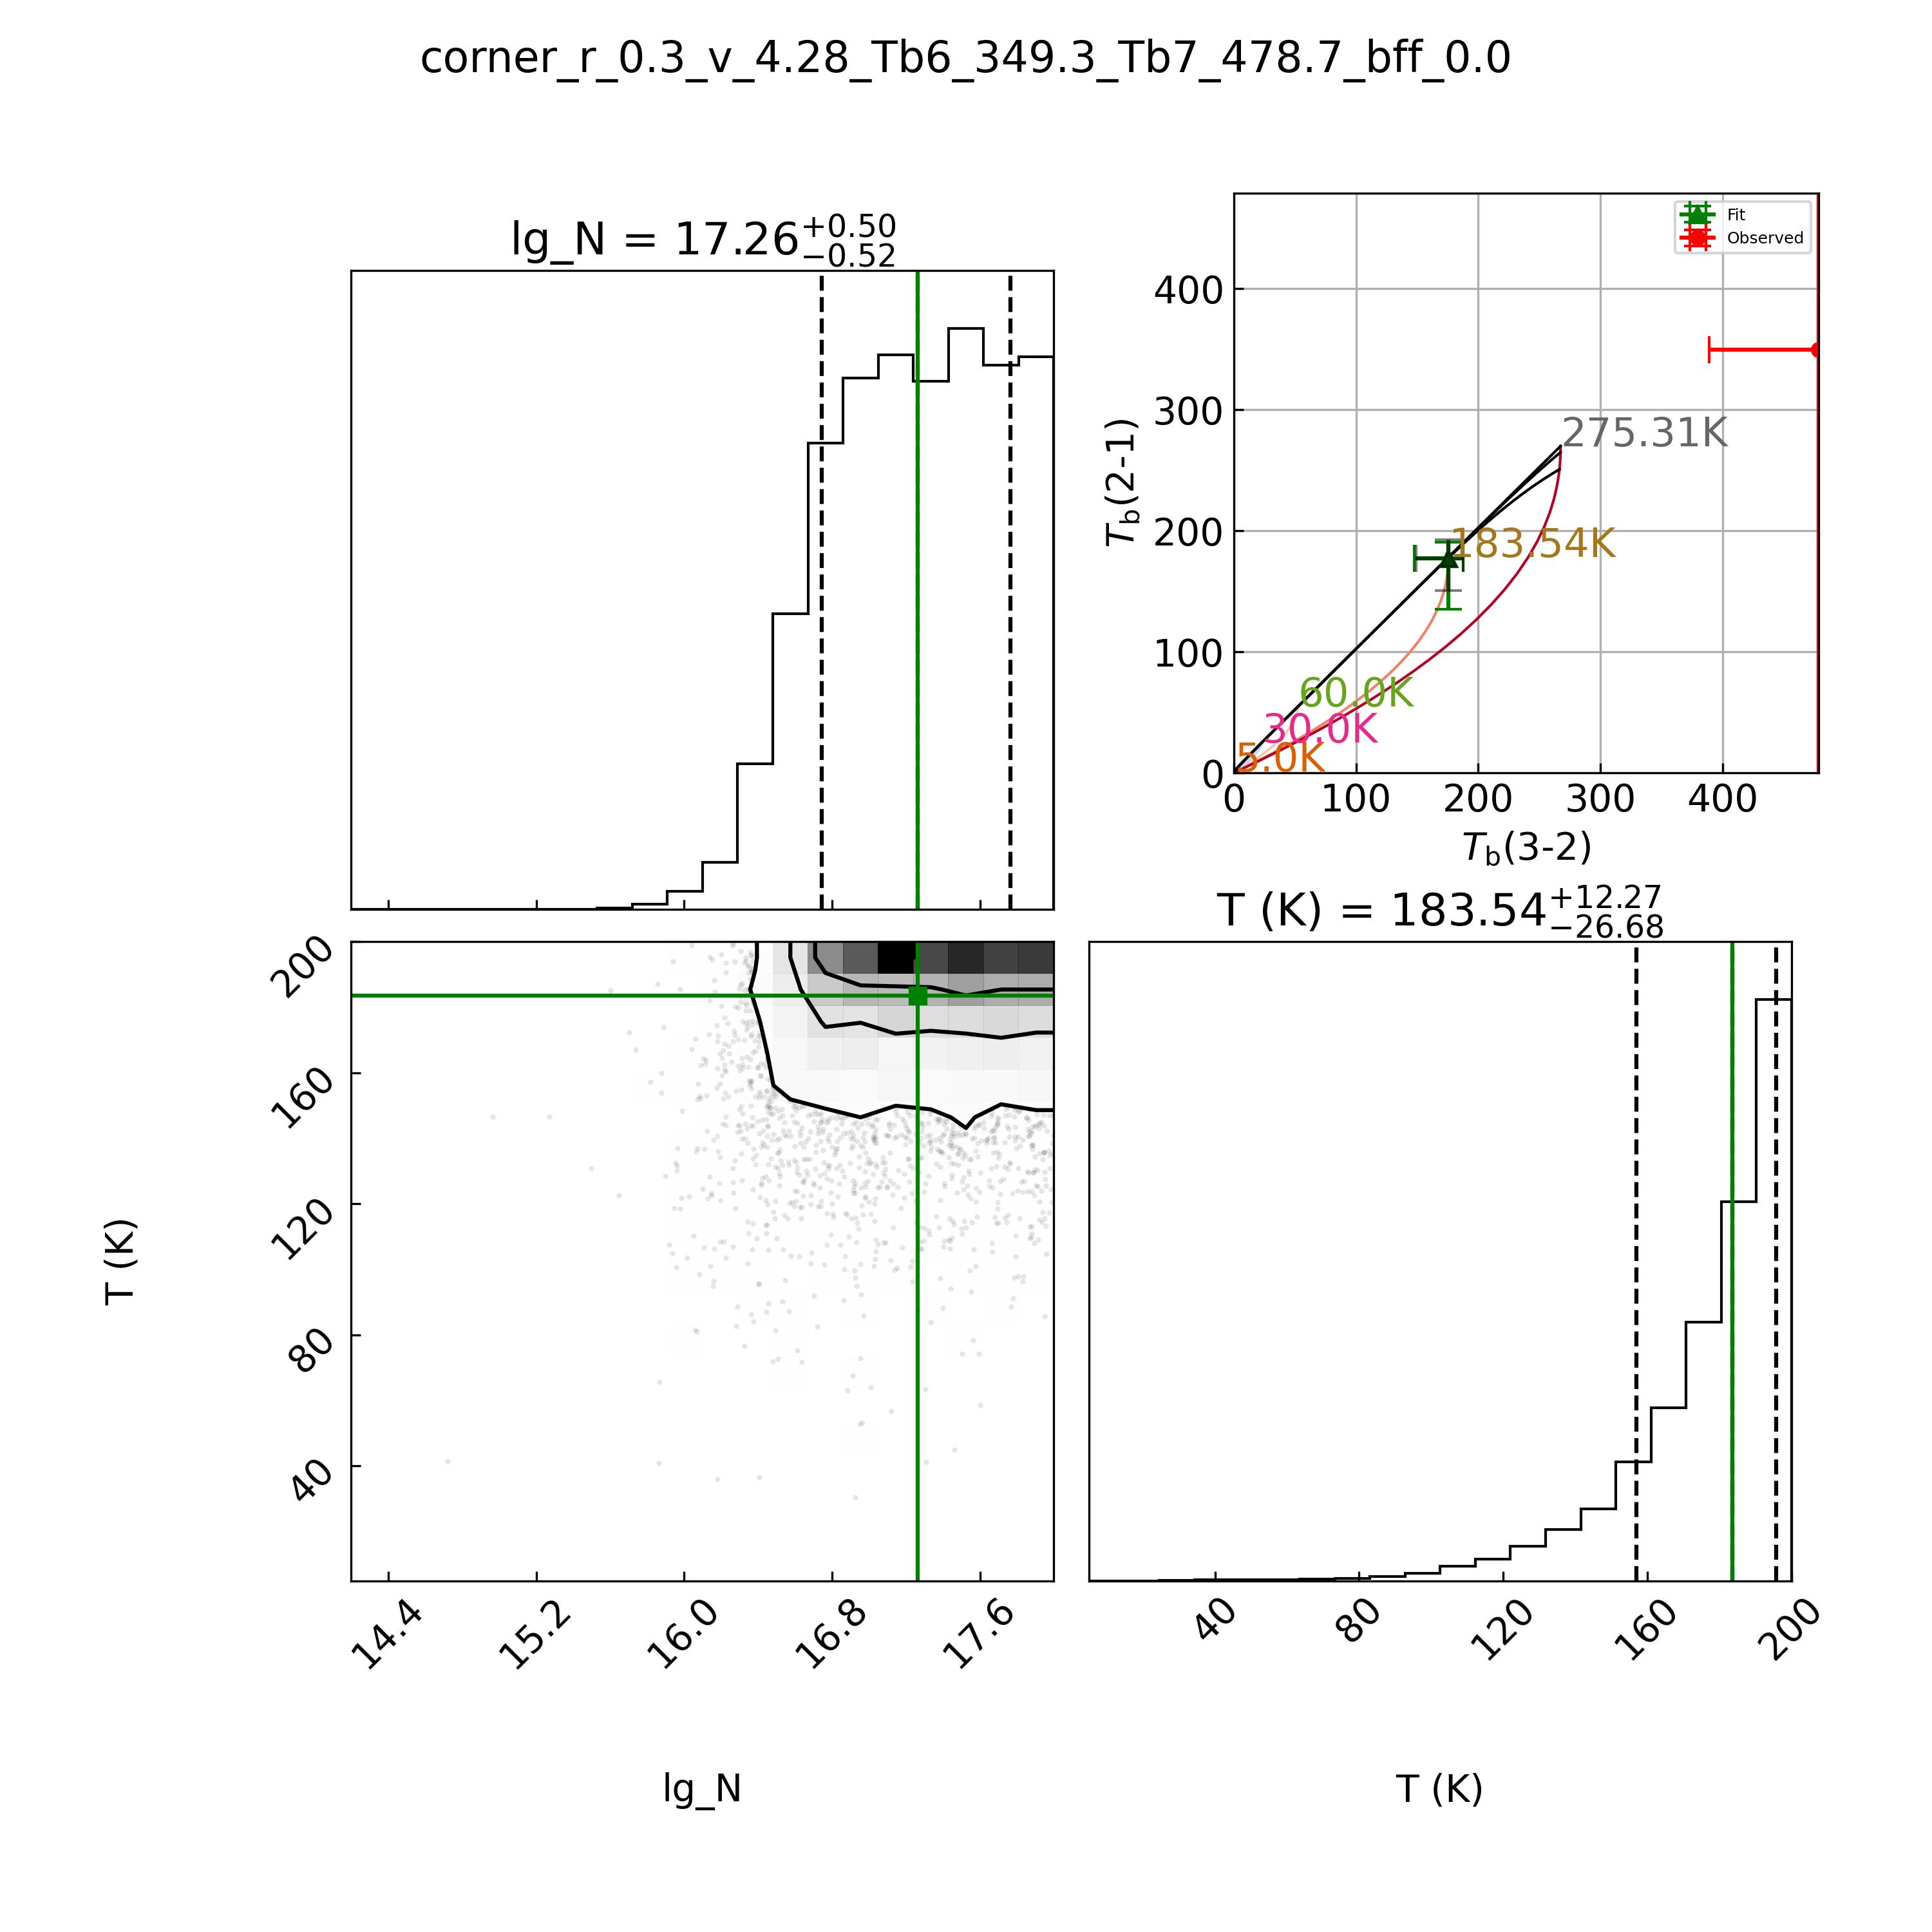 corner_r_0.3_v_4.28_Tb6_349.3_Tb7_478.7_bff_0.0
lg_N = 17.26+0.50−0.52
Fit
Observed
400
300
200
100
0
Tb(2-1)
275.31K
183.54K
60.0K
30.0K
5.0K
0 100 200 300 400
Tb(3-2)
T (K) = 183.54+12.27−26.68
200
160
120
80
40
T (K)
14.4 15.2 16.0 16.8 17.6
lg_N
40 80 120 160 200
T (K)